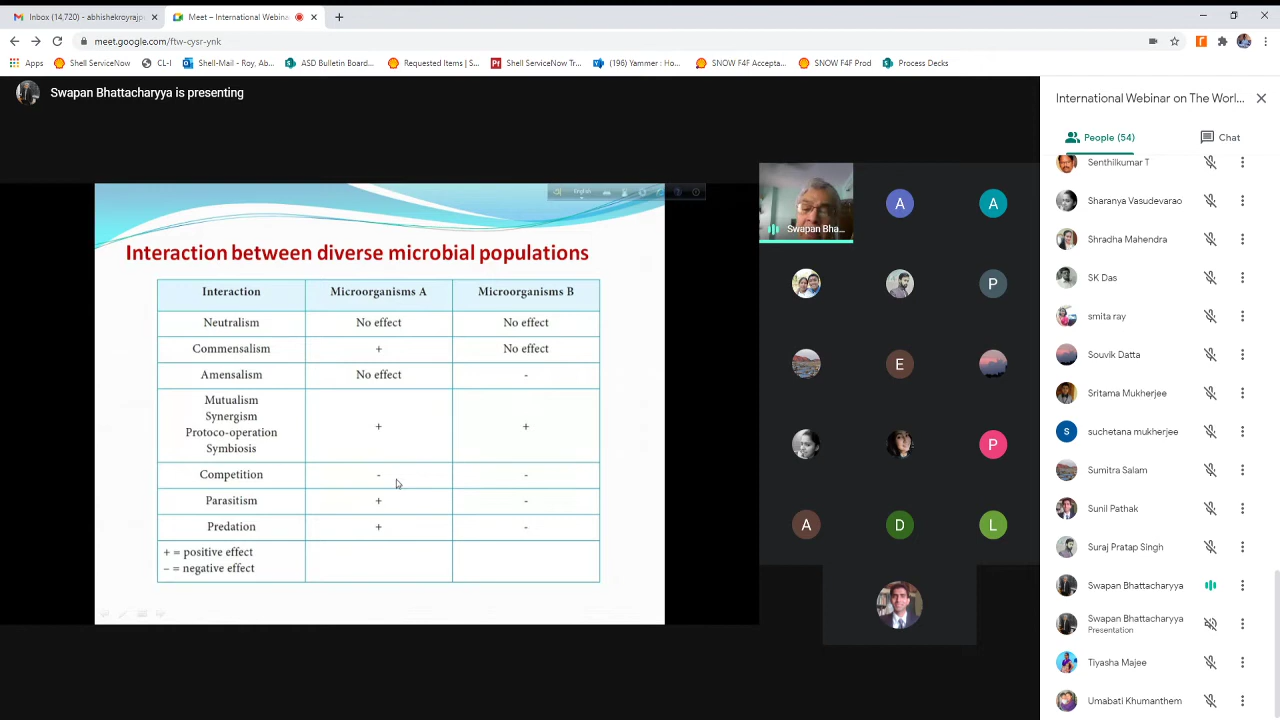 Inbox (14,720) - abhishekroyrajp
Meet – International Webina
meet.google.com/ftw-cysr-ynk
Apps
Shell ServiceNow
CL-I
Shell-Mail - Roy, Ab...
ASD Bulletin Board...
Requested Items | S...
Shell ServiceNow Tr...
(196) Yammer : Ho...
SNOW F4F Accepta...
SNOW F4F Prod
Process Decks
Swapan Bhattacharyya is presenting
English
Interaction between diverse microbial populations
Interaction Microorganisms A Microorganisms B
Neutralism No effect No effect
Commensalism + No effect
Amensalism No effect -
Mutualism
Synergism
Protoco-operation
Symbiosis
+ +
Competition - -
Parasitism + -
Predation + -
+ = positive effect
– = negative effect
Swapan Bha...
A
A
P
E
P
A
D
L
International Webinar on The Worl...
People (54)
Chat
Senthilkumar T
Sharanya Vasudevarao
Shradha Mahendra
SK Das
smita ray
Souvik Datta
Sritama Mukherjee
s
suchetana mukherjee
Sumitra Salam
Sunil Pathak
Suraj Pratap Singh
Swapan Bhattacharyya
Swapan Bhattacharyya
Presentation
Tiyasha Majee
Umabati Khumanthem